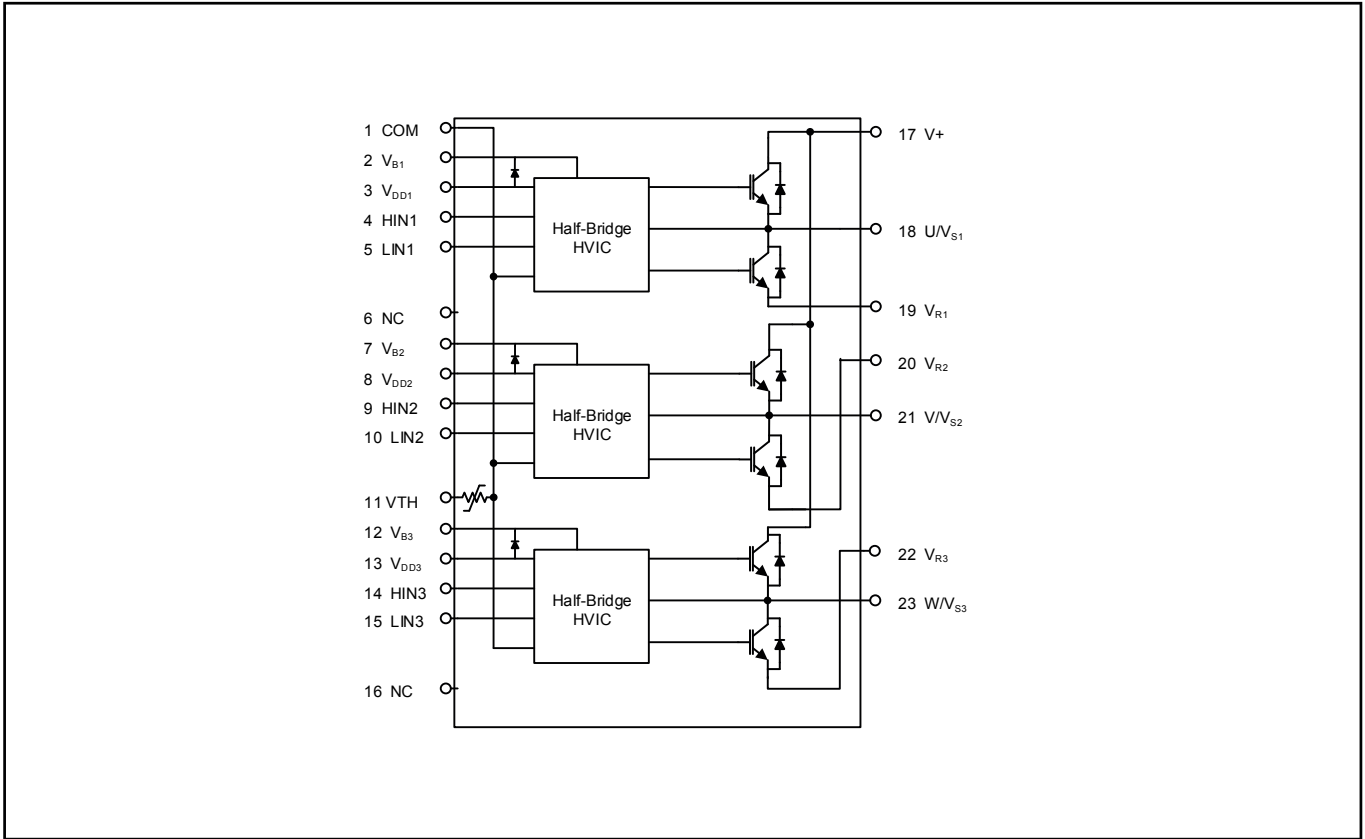 1 COM
2 VB1
3 VDD1
4 HIN1
5 LIN1
6 NC
7 VB2
8 VDD2
9 HIN2
10 LIN2
11 VTH
12 VB3
13 VDD3
14 HIN3
15 LIN3
16 NC
Half-Bridge
HVIC
Half-Bridge
HVIC
Half-Bridge
HVIC
17 V+
18 U/VS1
19 VR1
20 VR2
21 V/VS2
22 VR3
23 W/VS3